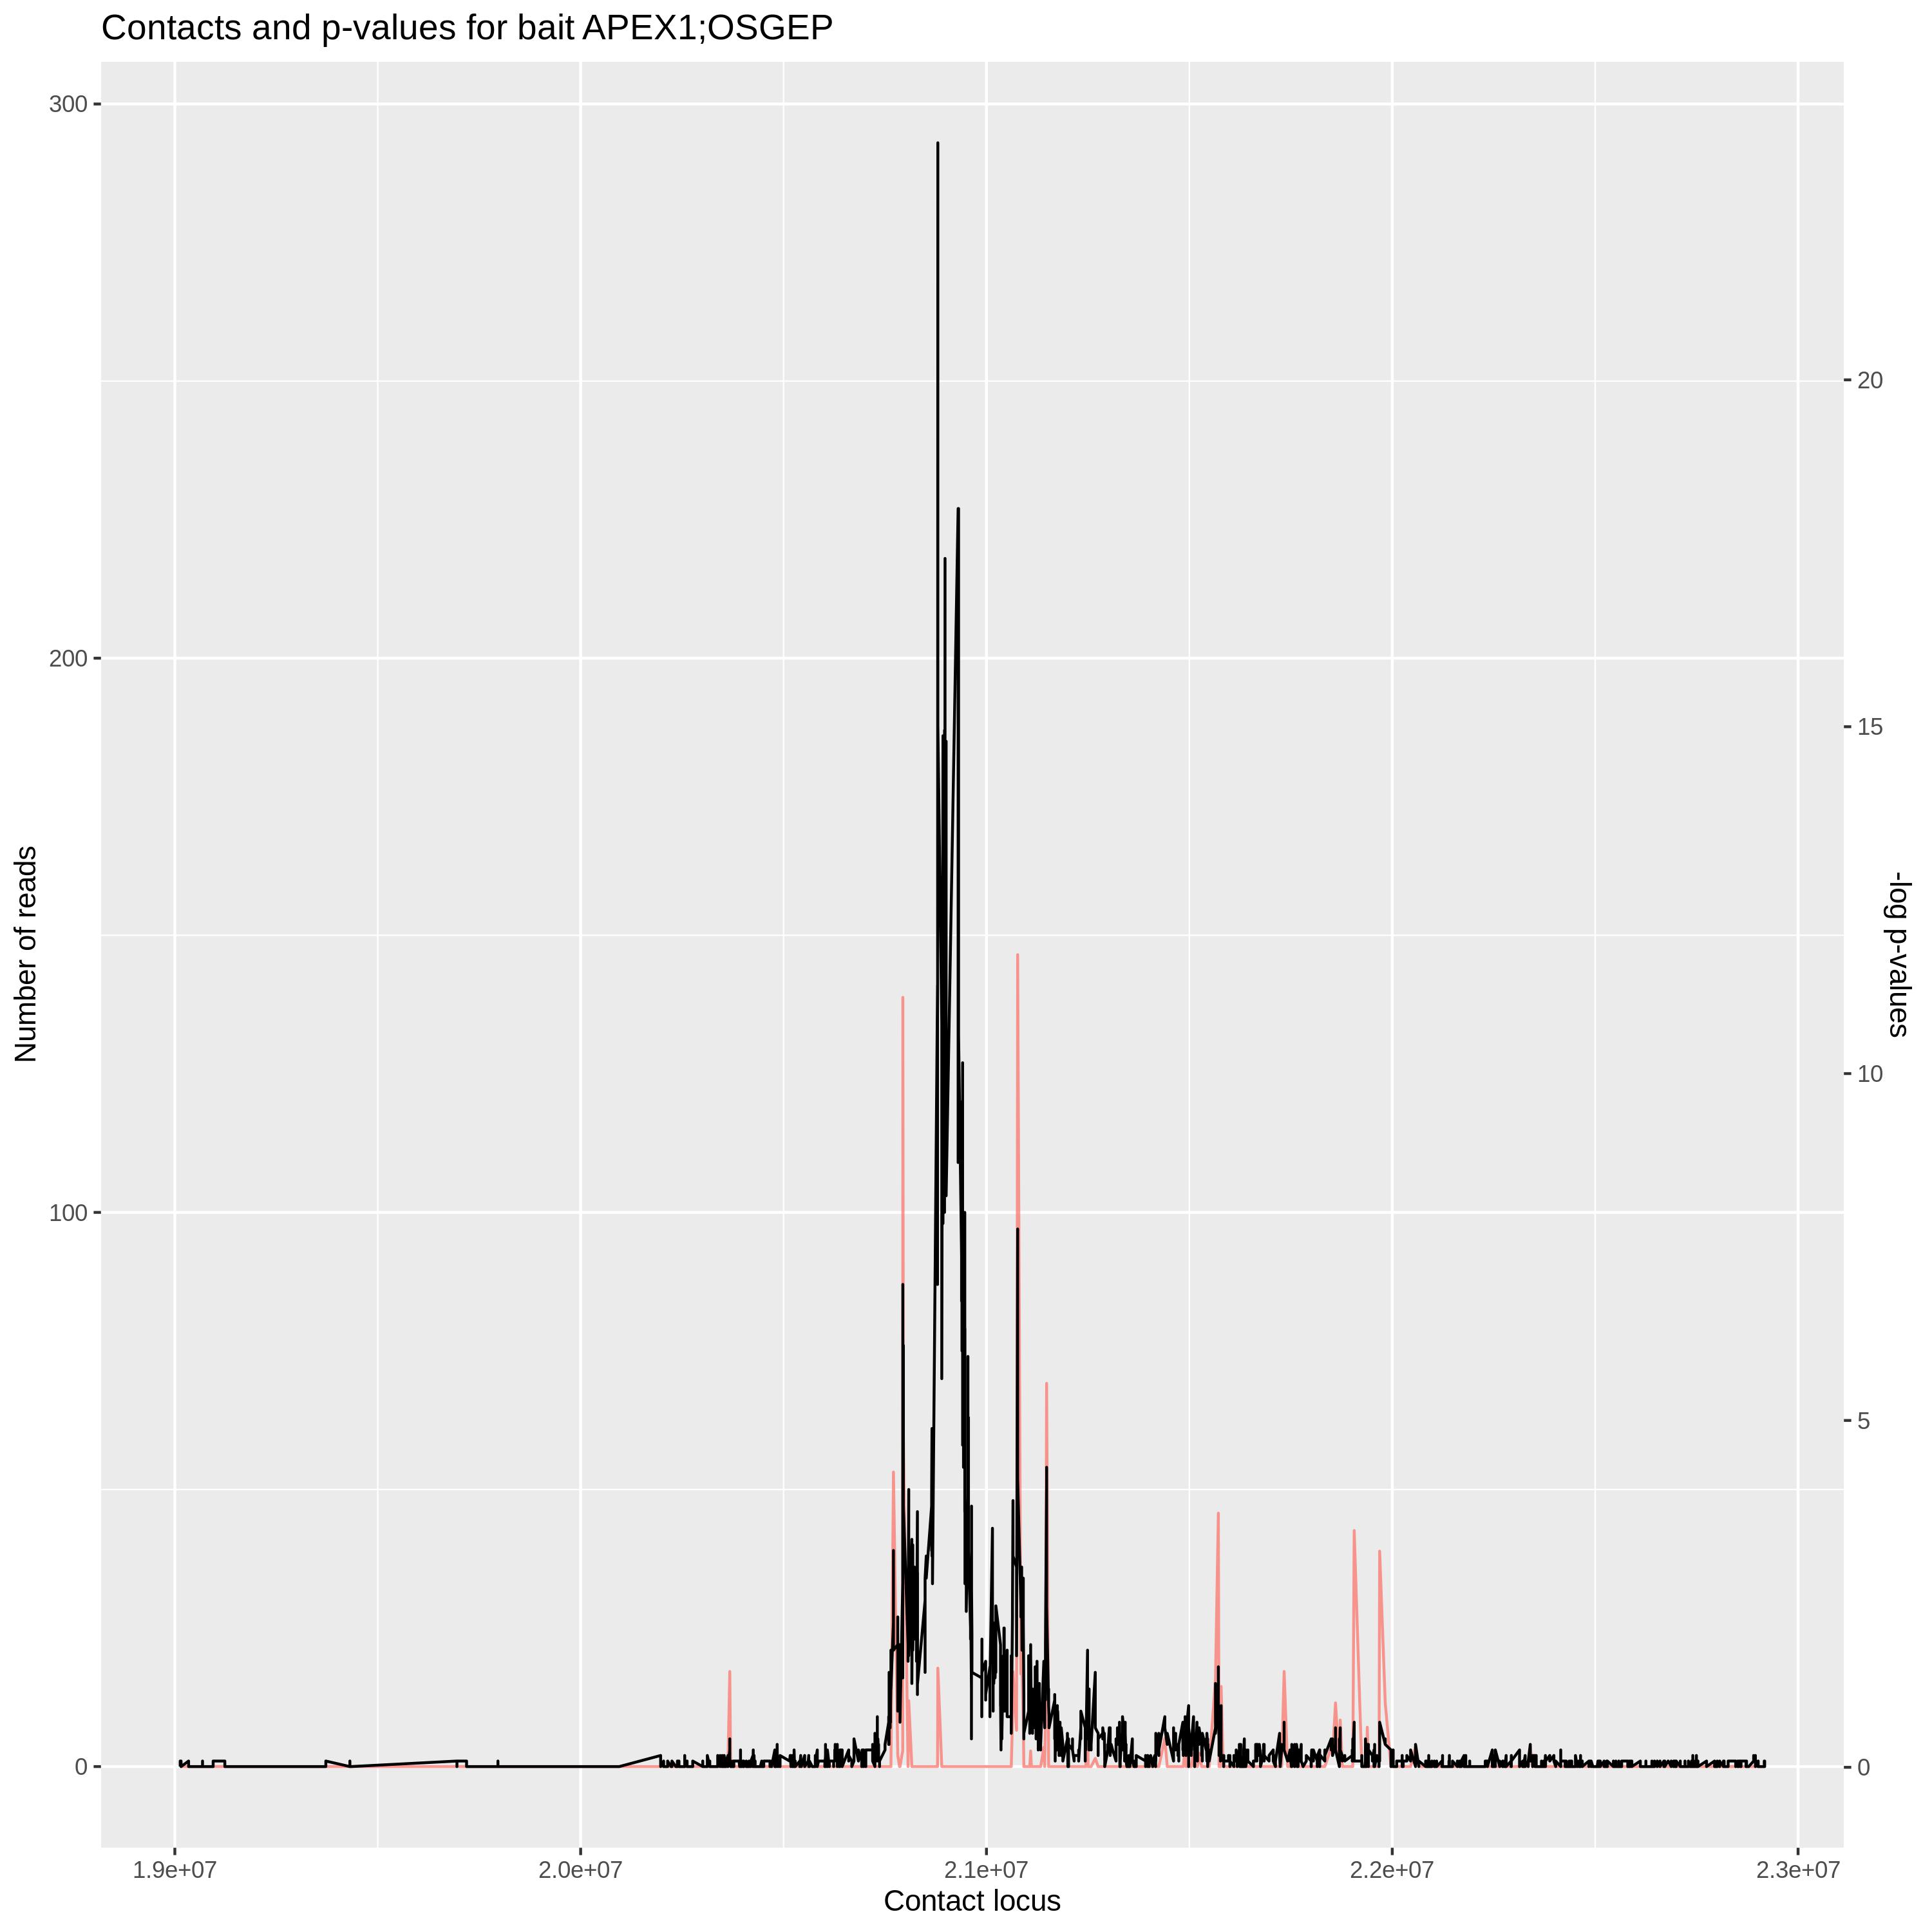 Contacts and p-values for bait APEX1;OSGEP
300
200
100
0
Number of reads
20
15
10
5
0
-log p-values
1.9e+07
2.0e+07
2.1e+07
2.2e+07
2.3e+07
Contact locus